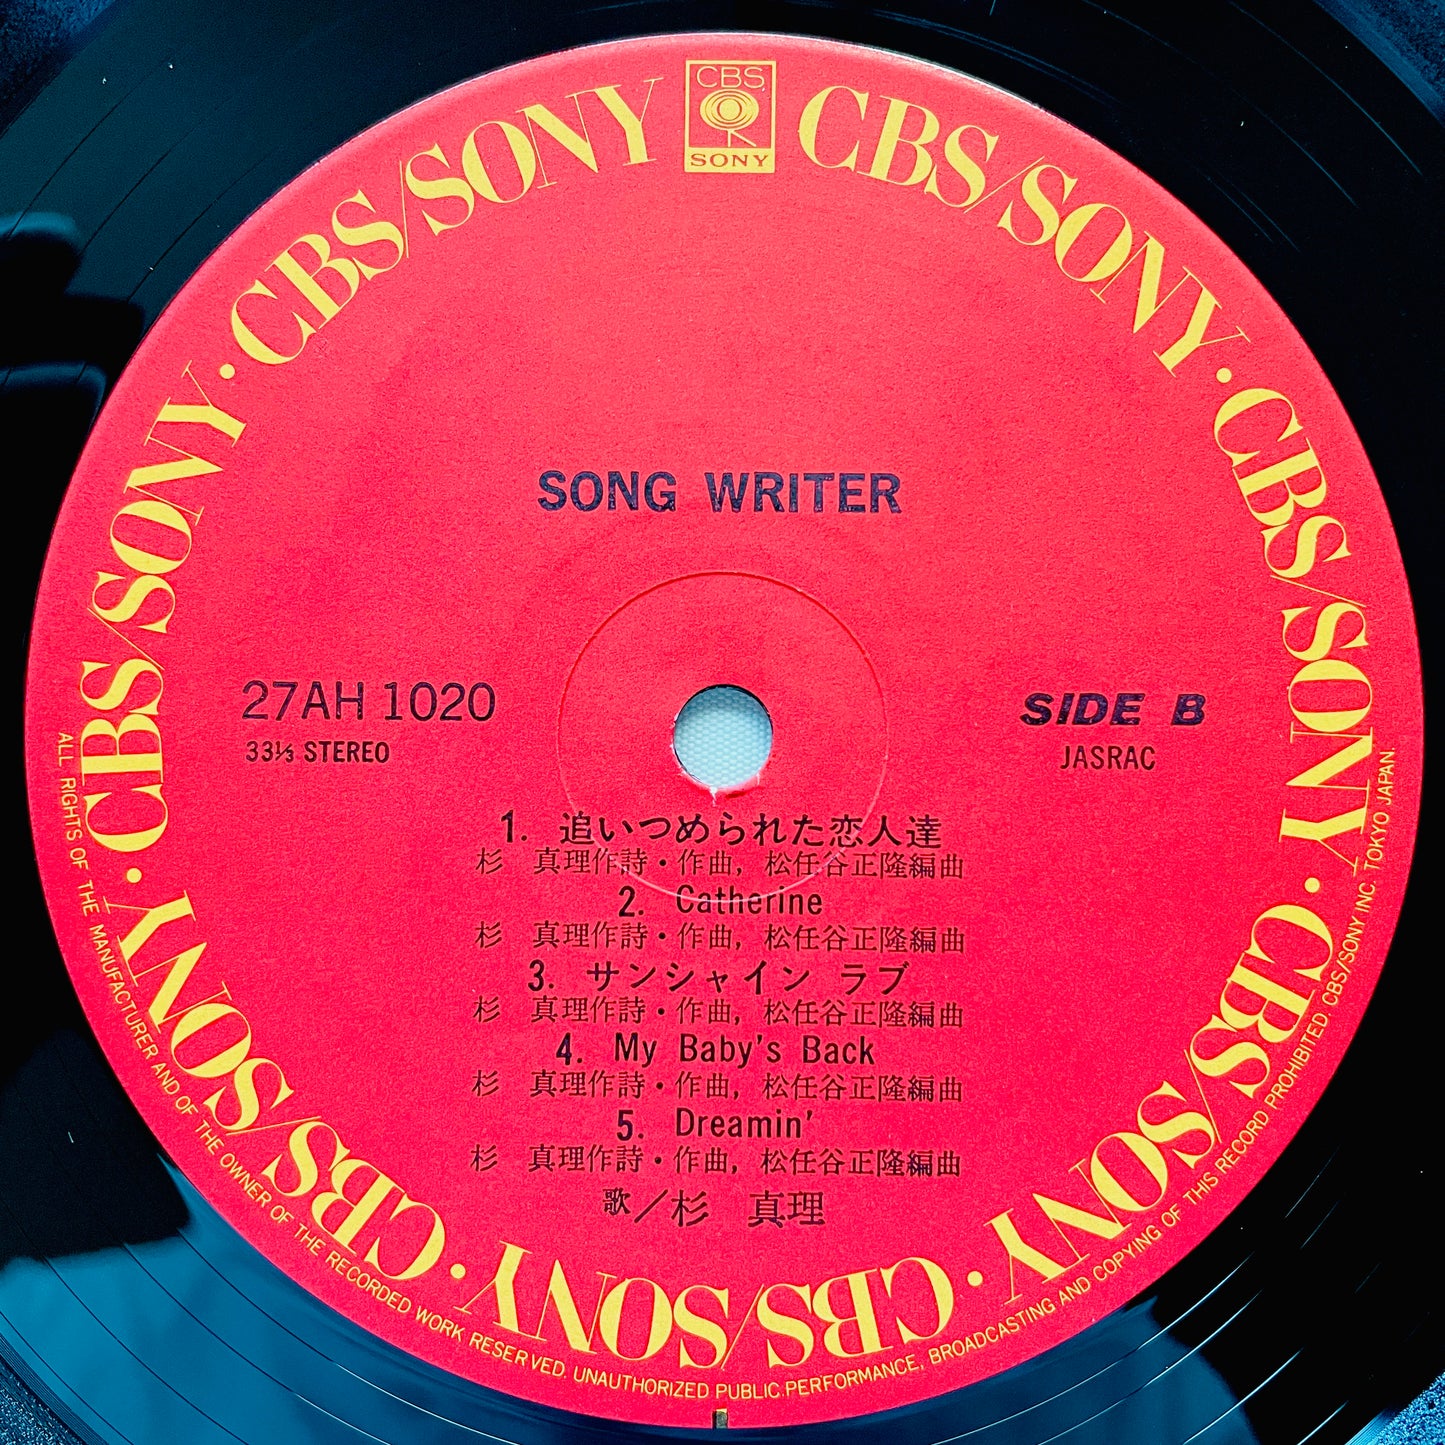 CBS
SONY
CBS/SONY · CBS/SONY · CBS/SONY · CBS/SONY · CBS/SONY · CBS/SONY · CBS/SONY · CBS/SONY
SONG WRITER
27AH 1020
33⅓ STEREO
SIDE B
JASRAC
1. 追いつめられた恋人達
杉 真理作詩・作曲, 松任谷正隆編曲
2. Catherine
杉 真理作詩・作曲, 松任谷正隆編曲
3. サンシャイン ラブ
杉 真理作詩・作曲, 松任谷正隆編曲
4. My Baby's Back
杉 真理作詩・作曲, 松任谷正隆編曲
5. Dreamin'
杉 真理作詩・作曲, 松任谷正隆編曲
歌/杉 真理
ALL RIGHTS OF THE MANUFACTURER AND OF THE OWNER OF THE RECORDED WORK RESERVED. UNAUTHORIZED PUBLIC PERFORMANCE, BROADCASTING AND COPYING OF THIS RECORD PROHIBITED. CBS/SONY INC. TOKYO JAPAN.